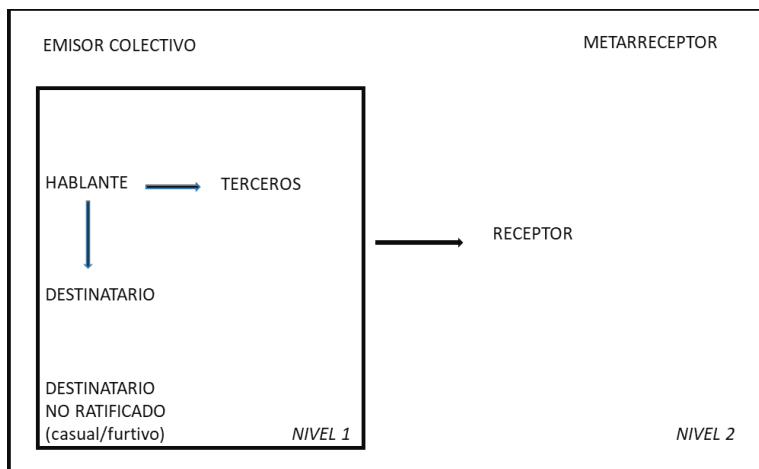 EMISOR COLECTIVO
METARRECEPTOR
HABLANTE
TERCEROS
RECEPTOR
DESTINATARIO
DESTINATARIO
NO RATIFICADO
(casual/furtivo)
NIVEL 1
NIVEL 2